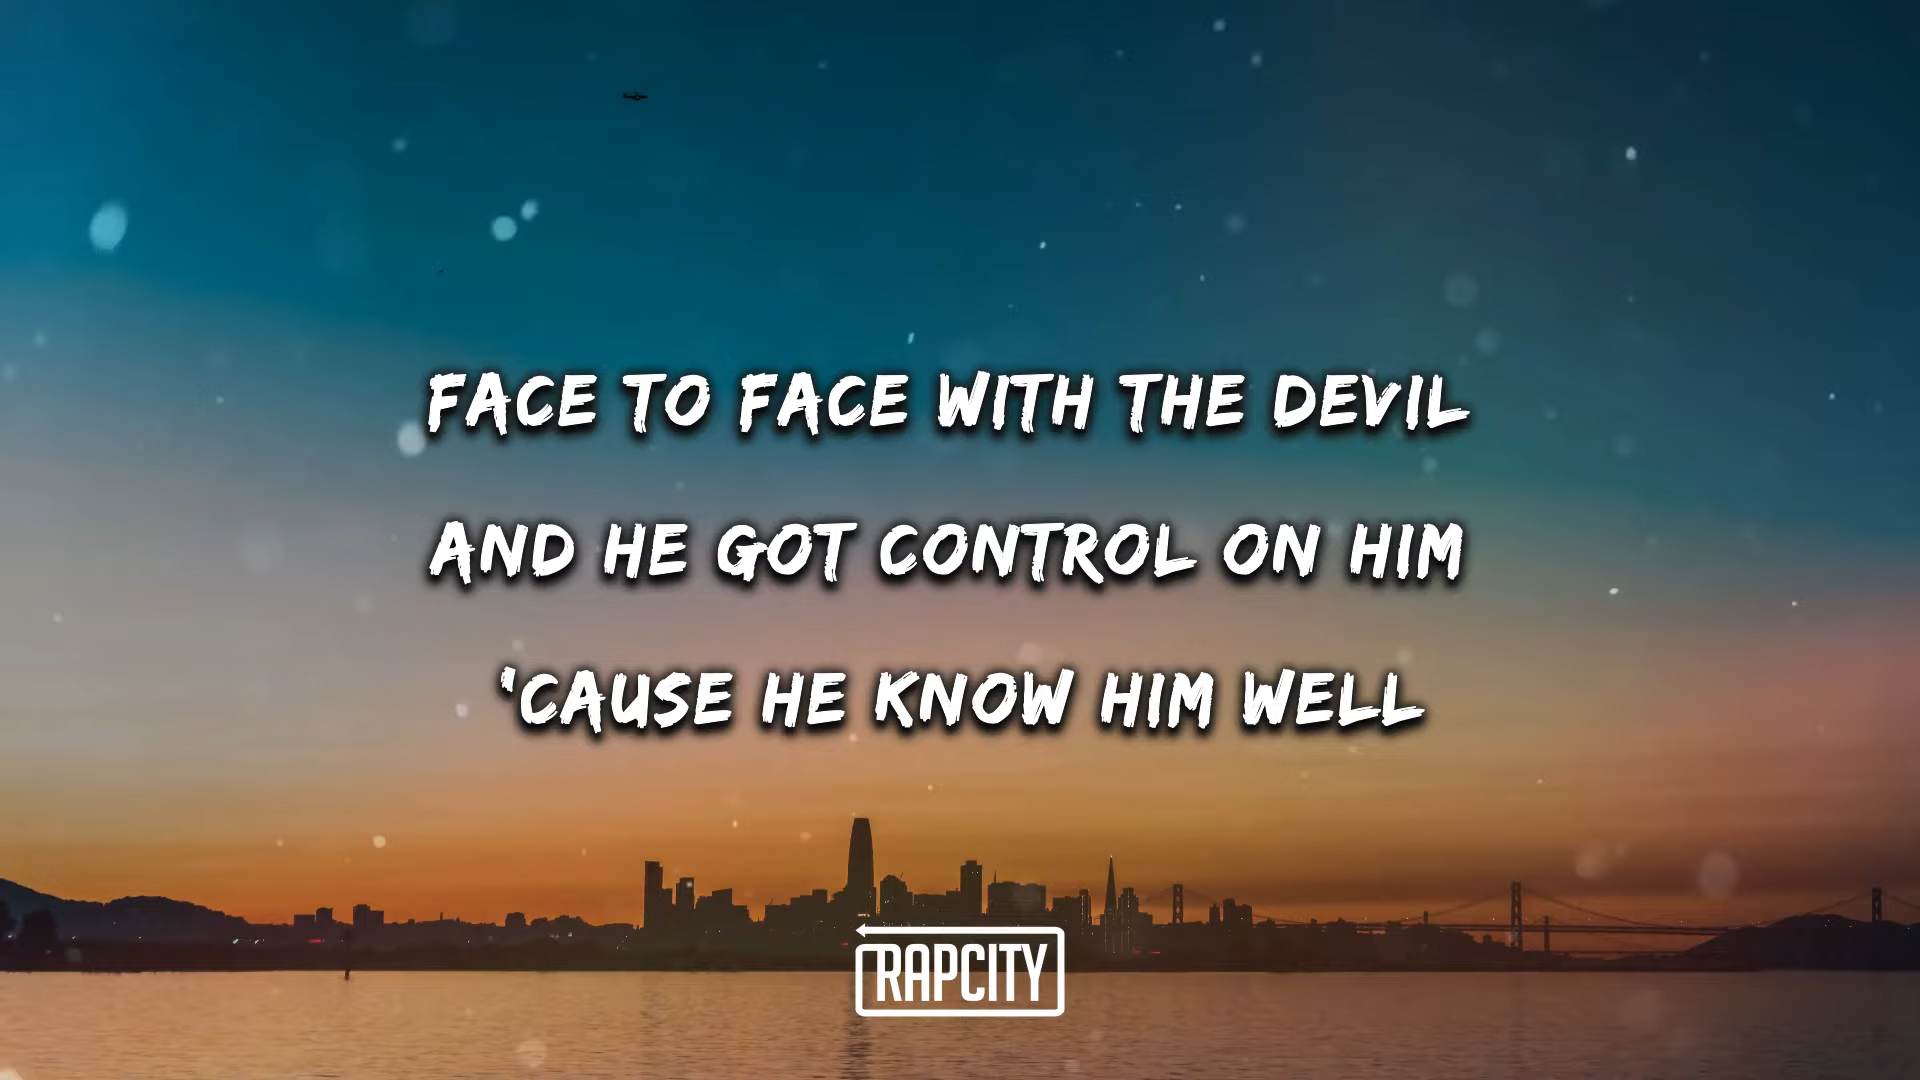 FACE TO FACE WITH THE DEVIL
AND HE GOT CONTROL ON HIM
'CAUSE HE KNOW HIM WELL
RAPCITY